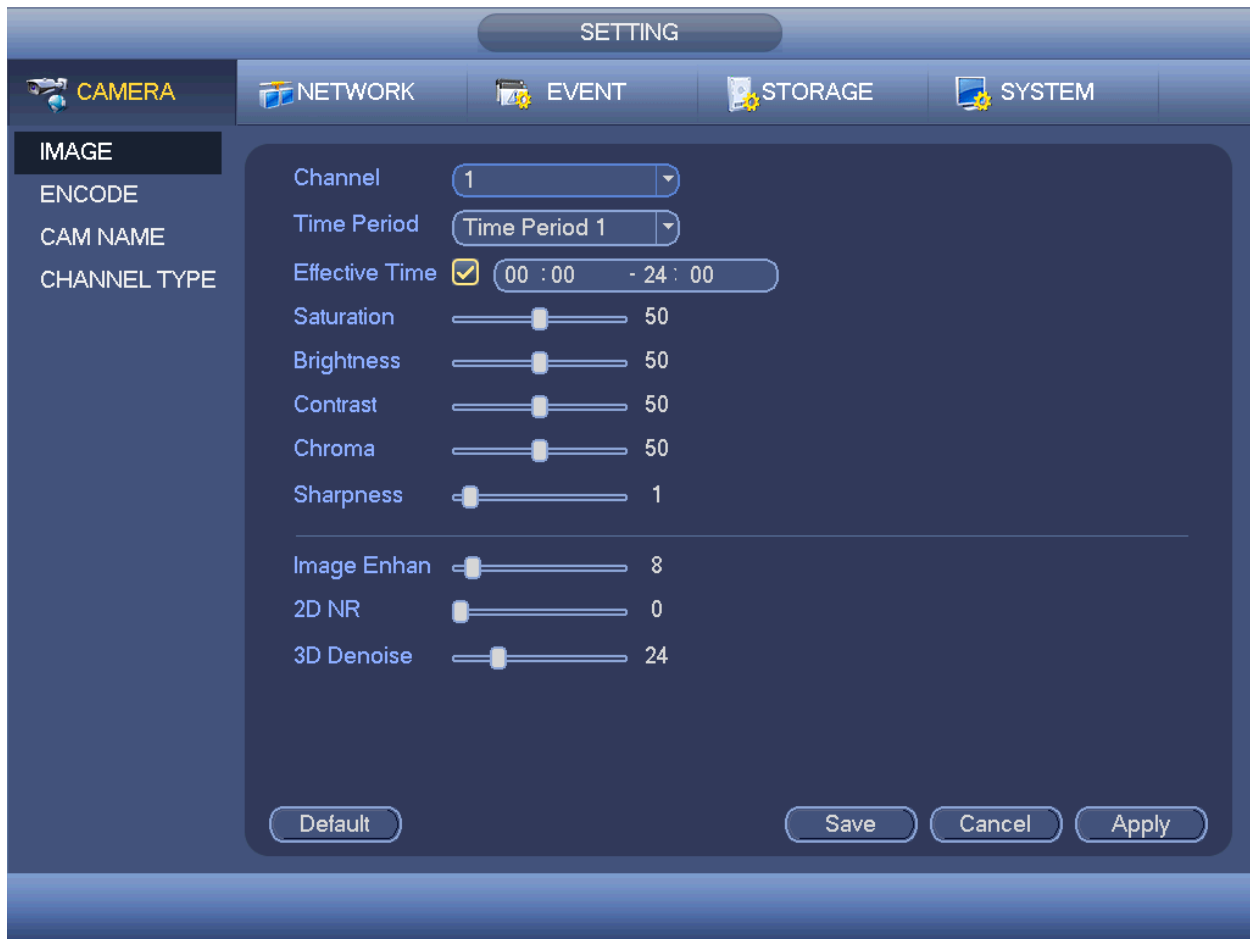 SETTING
CAMERA NETWORK EVENT STORAGE SYSTEM
IMAGE
ENCODE
CAM NAME
CHANNEL TYPE
Channel 1
Time Period Time Period 1
Effective Time 00 :00 - 24 : 00
Saturation 50
Brightness 50
Contrast 50
Chroma 50
Sharpness 1
Image Enhan 8
2D NR 0
3D Denoise 24
Default Save Cancel Apply